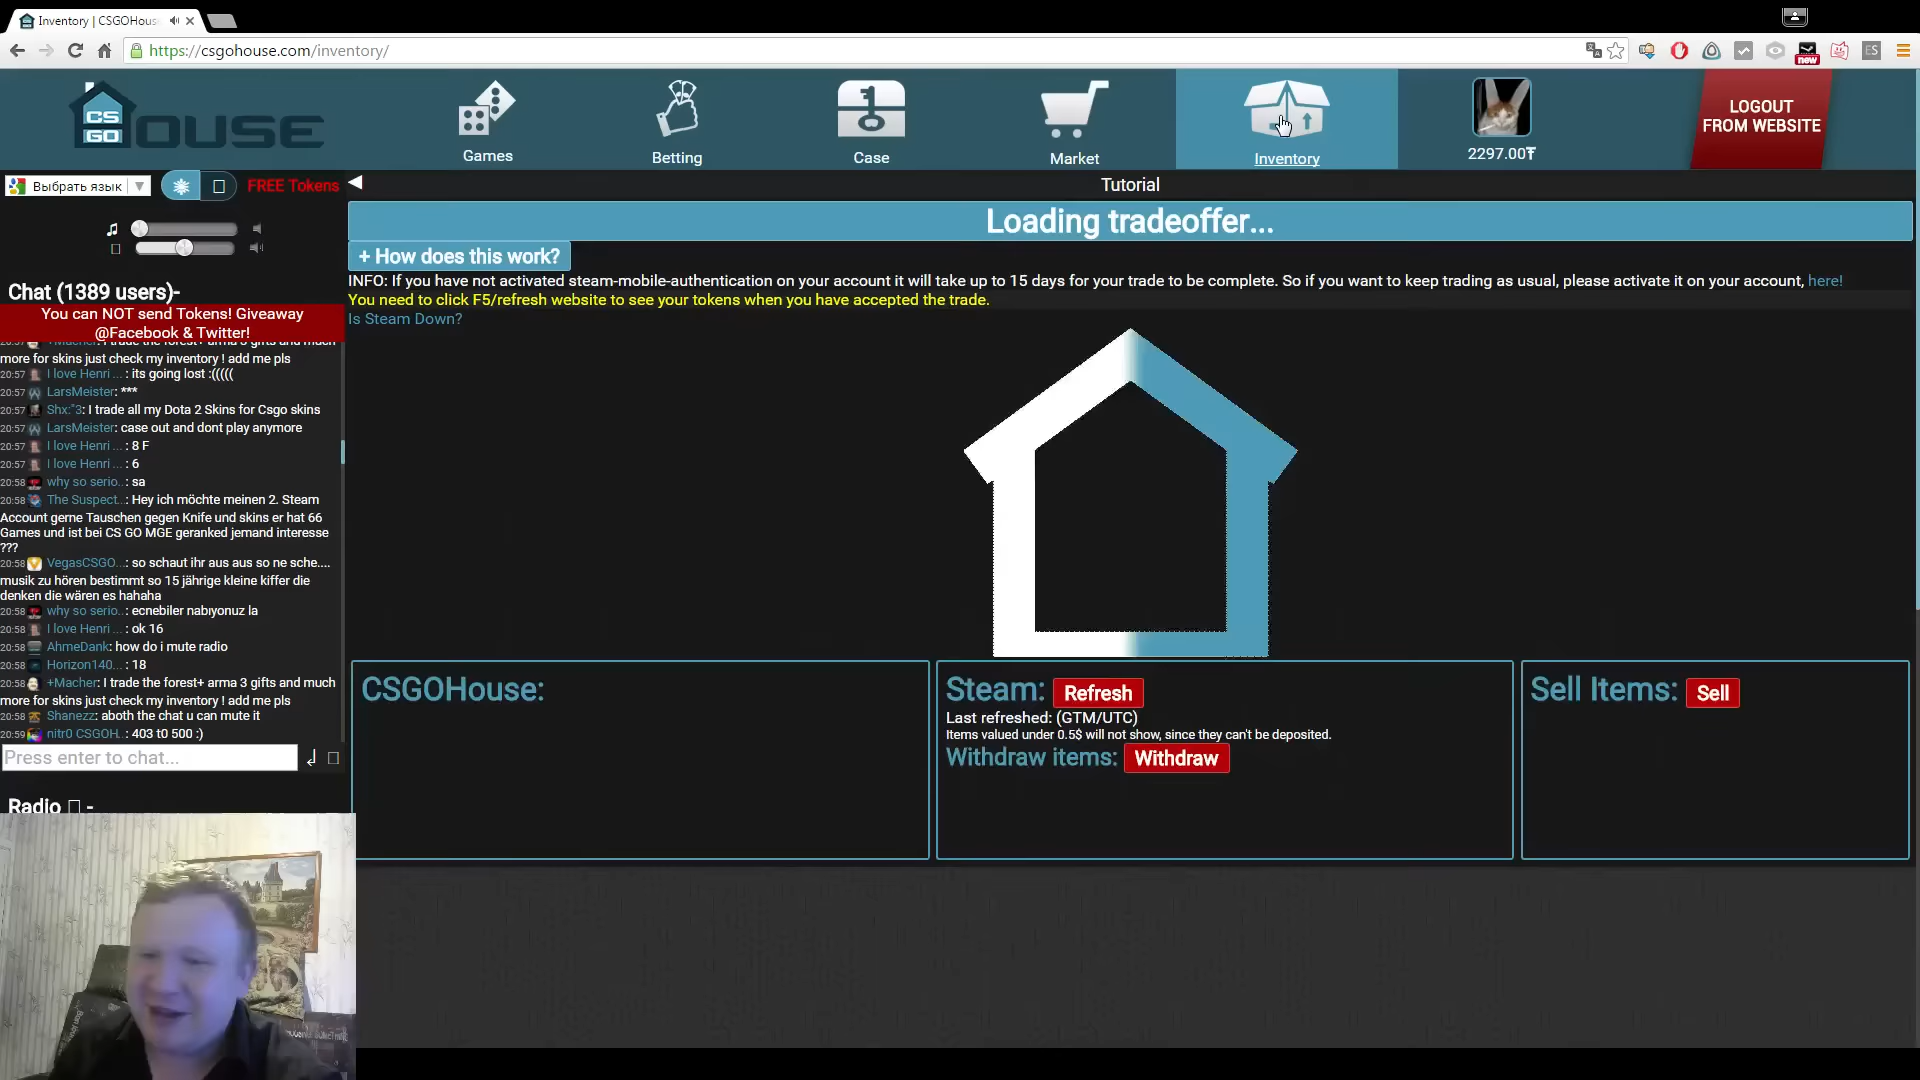 Inventory | CSGOHous
https://csgohouse.com/inventory/
new
ES
CS
GO
OUSE
Games
Betting
Case
Market
Inventory
2297.00₸
LOGOUT
FROM WEBSITE
Выбрать язык
FREE Tokens
Tutorial
Loading tradeoffer...
+ How does this work?
INFO: If you have not activated steam-mobile-authentication on your account it will take up to 15 days for your trade to be complete. So if you want to keep trading as usual, please activate it on your account, here!
You need to click F5/refresh website to see your tokens when you have accepted the trade.
Is Steam Down?
Chat (1389 users)-
You can NOT send Tokens! Giveaway
@Facebook & Twitter!
20:57 +Macher: I trade the forest+ arma 3 gifts and much
more for skins just check my inventory ! add me pls
20:57 I love Henri ... : its going lost :(((((
20:57 LarsMeister: ***
20:57 Shx:"3: I trade all my Dota 2 Skins for Csgo skins
20:57 LarsMeister: case out and dont play anymore
20:57 I love Henri ... : 8 F
20:57 I love Henri ... : 6
20:58 why so serio.. : sa
20:58 The Suspect.. : Hey ich möchte meinen 2. Steam
Account gerne Tauschen gegen Knife und skins er hat 66
Games und ist bei CS GO MGE geranked jemand interesse
???
20:58 VegasCSGO...: so schaut ihr aus aus so ne sche....
musik zu hören bestimmt so 15 jährige kleine kiffer die
denken die wären es hahaha
20:58 why so serio.. : ecnebiler nabıyonuz la
20:58 I love Henri ... : ok 16
20:58 AhmeDank: how do i mute radio
20:58 Horizon140... : 18
20:58 +Macher: I trade the forest+ arma 3 gifts and much
more for skins just check my inventory ! add me pls
20:58 Shanezz: aboth the chat u can mute it
20:59 nitr0 CSGOH.. : 403 t0 500 :)
Press enter to chat...
Radio -
CSGOHouse:
Steam: Refresh
Last refreshed: (GTM/UTC)
Items valued under 0.5$ will not show, since they can't be deposited.
Withdraw items: Withdraw
Sell Items: Sell